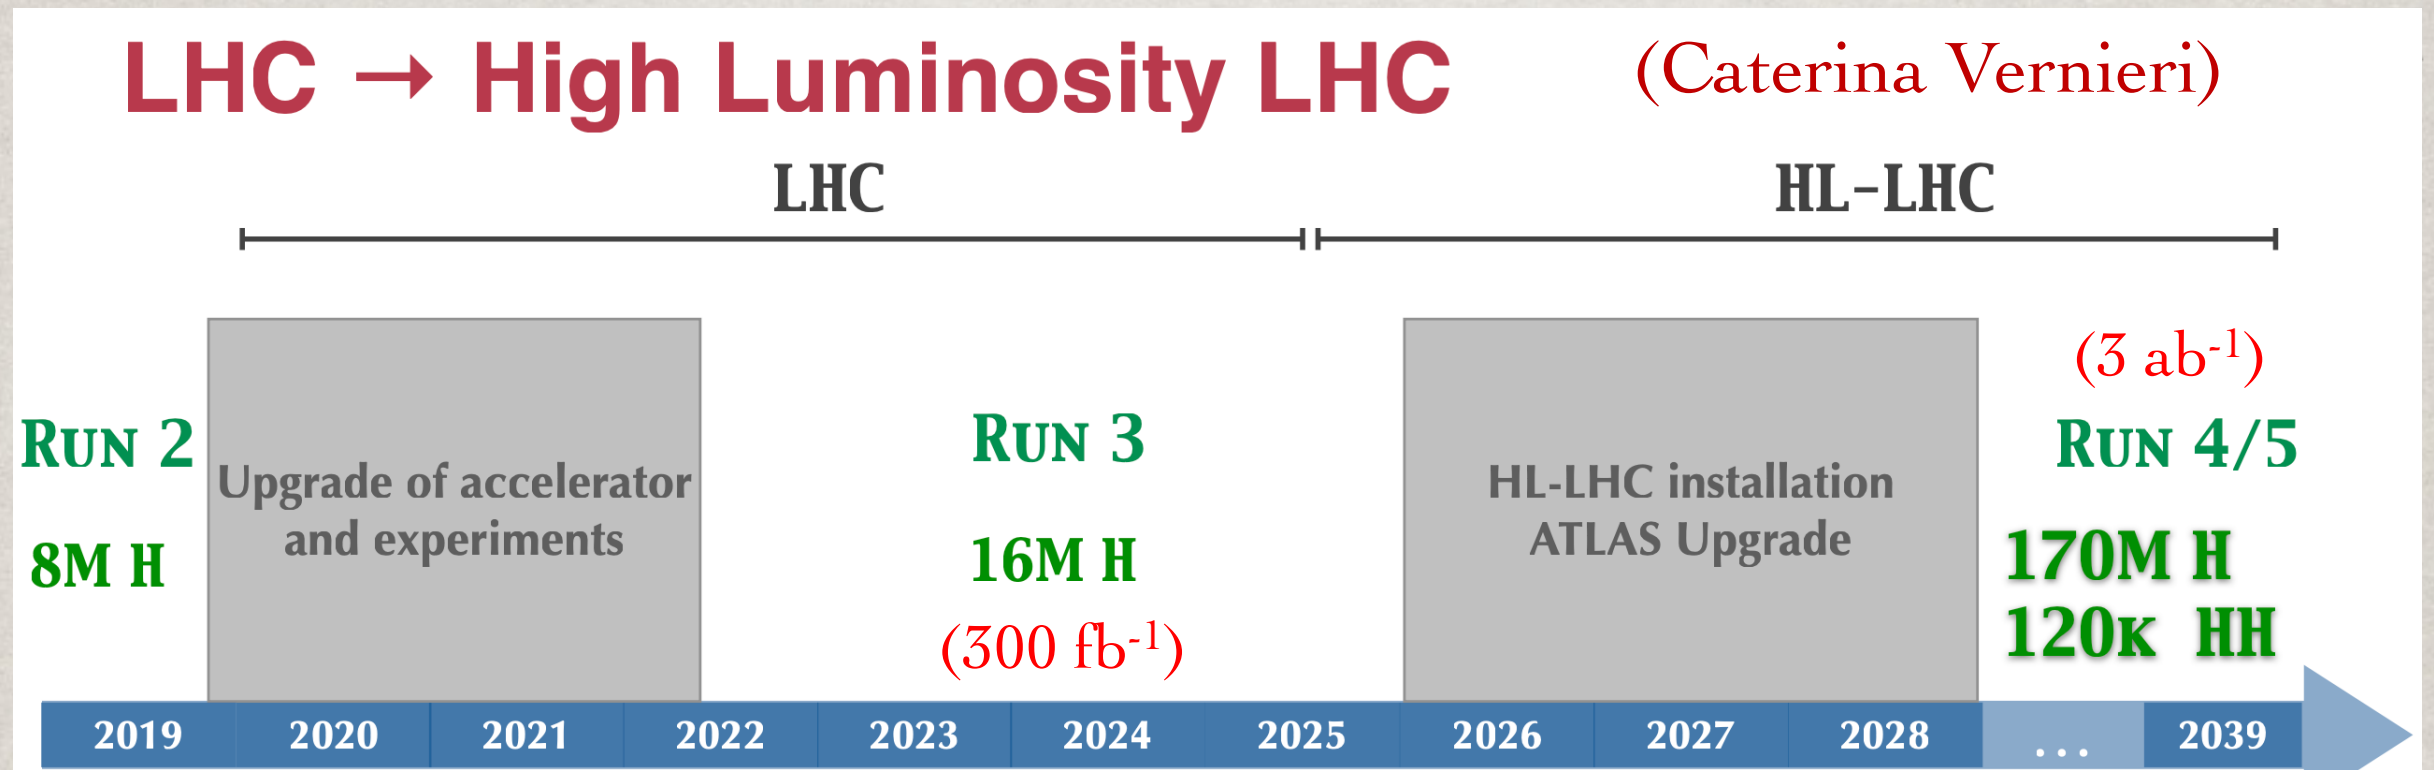 LHC → High Luminosity LHC
(Caterina Vernieri)
LHC
HL-LHC
Run 2
8M H
Upgrade of accelerator
and experiments
Run 3
16M H
(300 fb⁻¹)
HL-LHC installation
ATLAS Upgrade
(3 ab⁻¹)
Run 4/5
170M H
120k HH
2019 2020 2021 2022 2023 2024 2025 2026 2027 2028 ... 2039